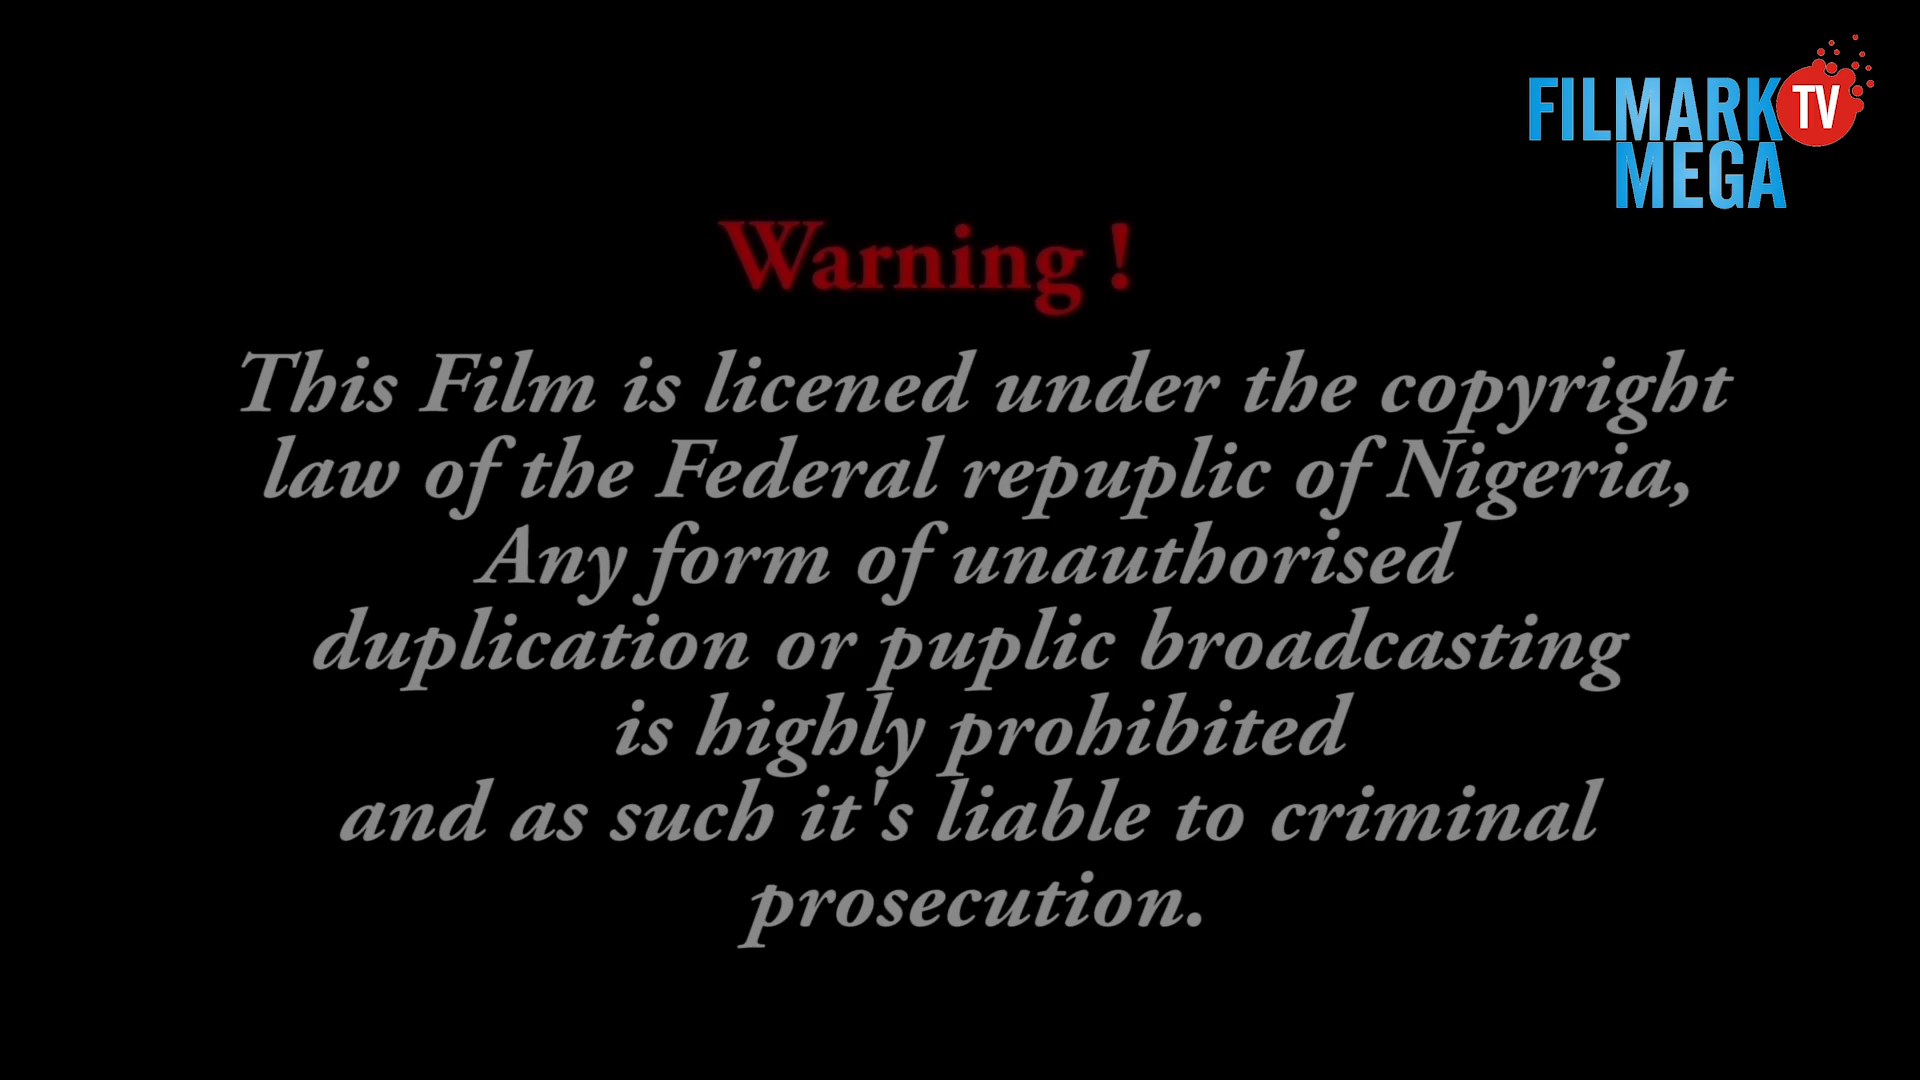 FILMARK TV
MEGA
Warning !
This Film is licened under the copyright
law of the Federal repuplic of Nigeria,
Any form of unauthorised
duplication or puplic broadcasting
is highly prohibited
and as such it's liable to criminal
prosecution.